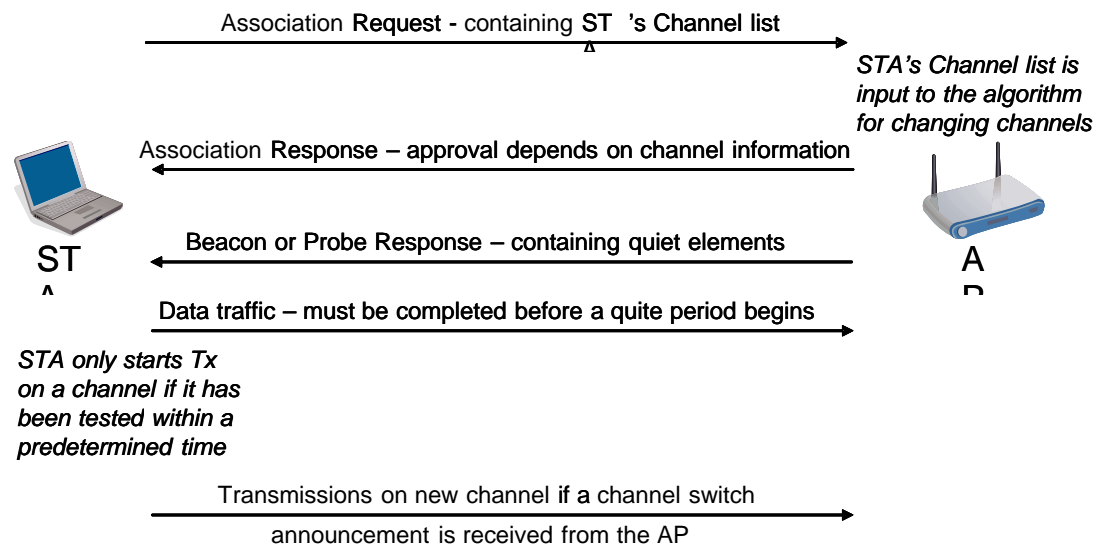 Association Request - containing STA's Channel list
STA's Channel list is
input to the algorithm
for changing channels
Association Response – approval depends on channel information
Beacon or Probe Response – containing quiet elements
STA
AP
Data traffic – must be completed before a quite period begins
STA only starts Tx
on a channel if it has
been tested within a
predetermined time
Transmissions on new channel if a channel switch
announcement is received from the AP